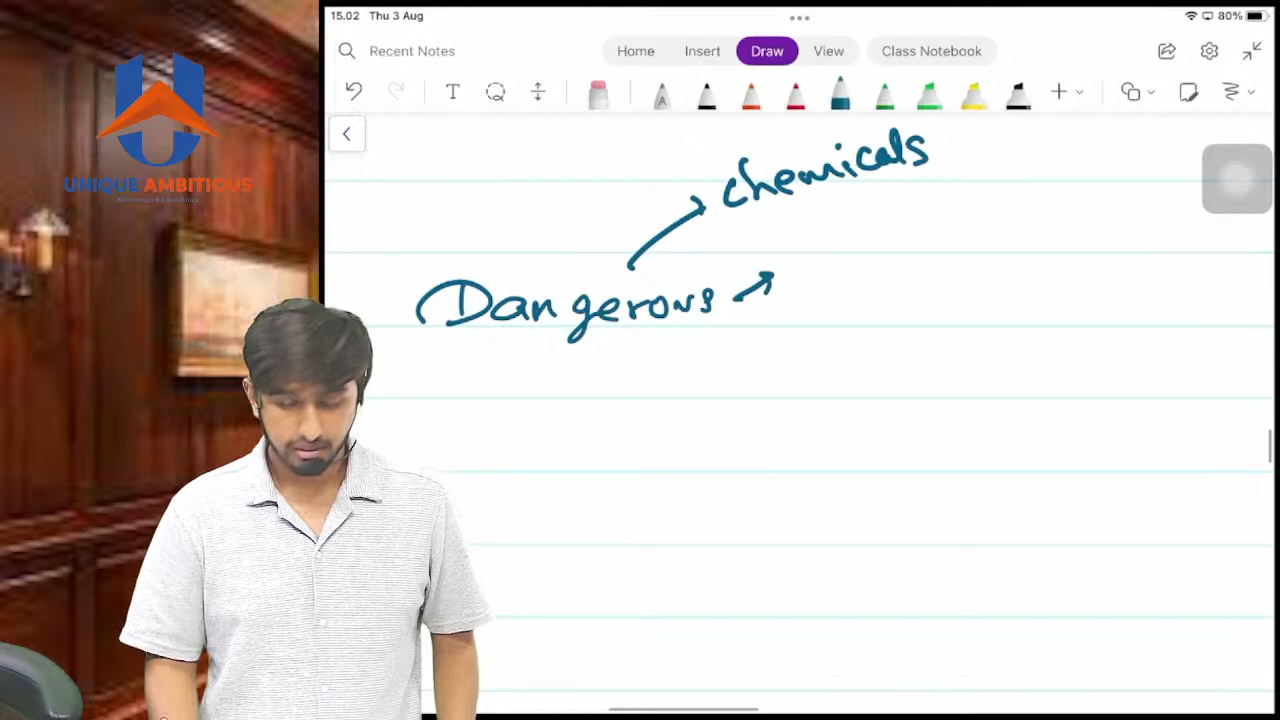 15.02 Thu 3 Aug
80%
Recent Notes
Home Insert Draw View Class Notebook
UNIQUE AMBITIOUS
chemicals
Dangerous